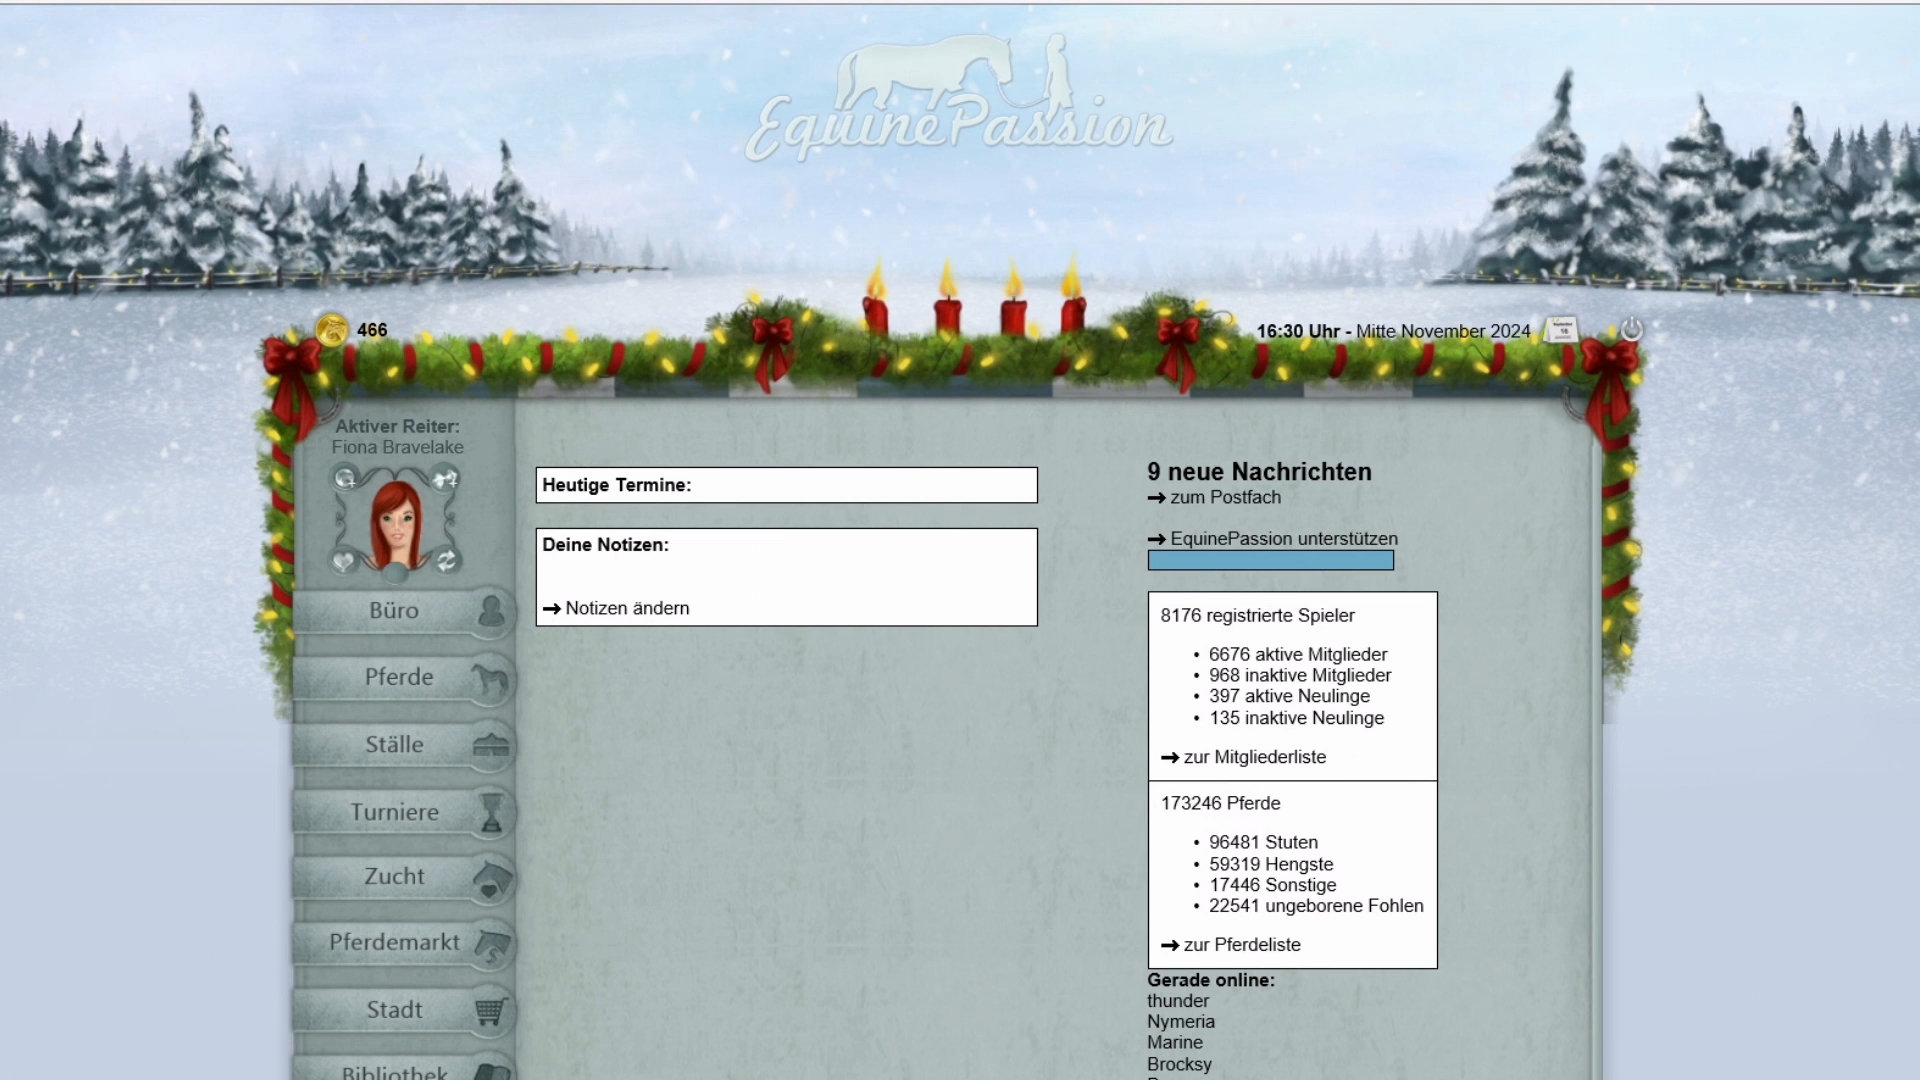 EquinePassion
466
16:30 Uhr - Mitte November 2024
Aktiver Reiter:
Fiona Bravelake
Büro
Pferde
Ställe
Turniere
Zucht
Pferdemarkt
Stadt
Bibliothek
Heutige Termine:
Deine Notizen:
→ Notizen ändern
9 neue Nachrichten
→ zum Postfach
→ EquinePassion unterstützen
8176 registrierte Spieler
• 6676 aktive Mitglieder
• 968 inaktive Mitglieder
• 397 aktive Neulinge
• 135 inaktive Neulinge
→ zur Mitgliederliste
173246 Pferde
• 96481 Stuten
• 59319 Hengste
• 17446 Sonstige
• 22541 ungeborene Fohlen
→ zur Pferdeliste
Gerade online:
thunder
Nymeria
Marine
Brocksy